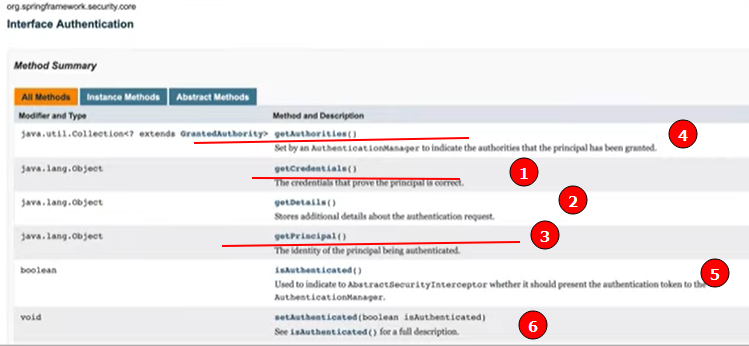 org.springframework.security.core
Interface Authentication
Method Summary
All Methods Instance Methods Abstract Methods
Modifier and Type Method and Description
java.util.Collection<? extends GrantedAuthority> getAuthorities()
Set by an AuthenticationManager to indicate the authorities that the principal has been granted.
4
java.lang.Object getCredentials()
The credentials that prove the principal is correct.
1
java.lang.Object getDetails()
Stores additional details about the authentication request.
2
java.lang.Object getPrincipal()
The identity of the principal being authenticated.
3
boolean isAuthenticated()
Used to indicate to AbstractSecurityInterceptor whether it should present the authentication token to the
AuthenticationManager.
5
void setAuthenticated(boolean isAuthenticated)
See isAuthenticated() for a full description.
6